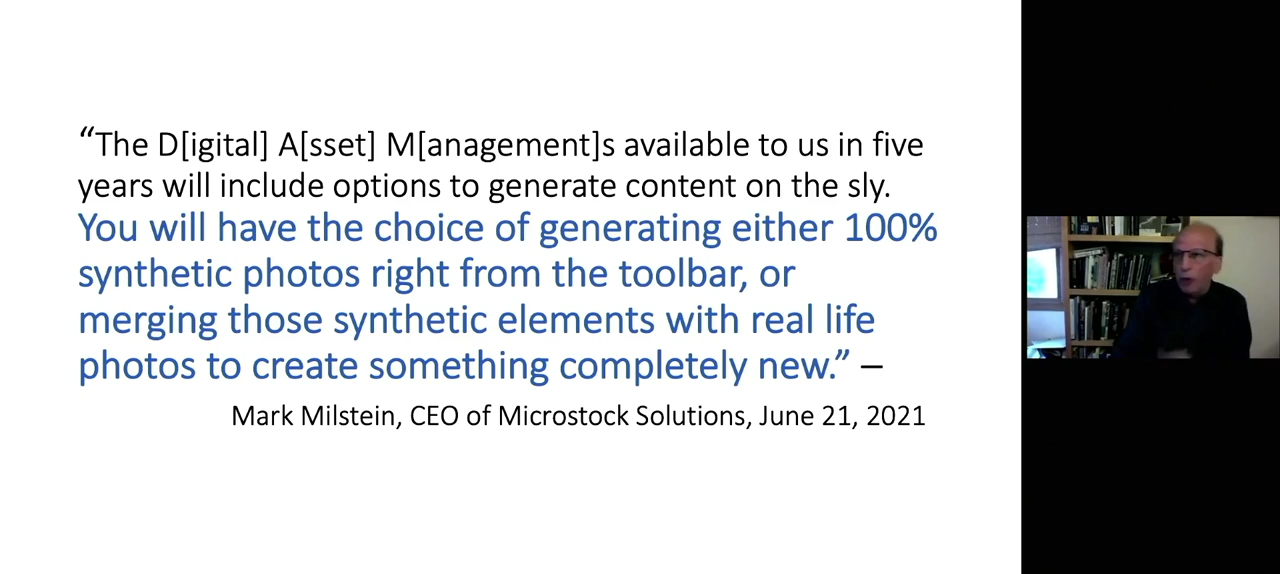 “The D[igital] A[sset] M[anagement]s available to us in five
years will include options to generate content on the sly.
You will have the choice of generating either 100%
synthetic photos right from the toolbar, or
merging those synthetic elements with real life
photos to create something completely new.” –
Mark Milstein, CEO of Microstock Solutions, June 21, 2021